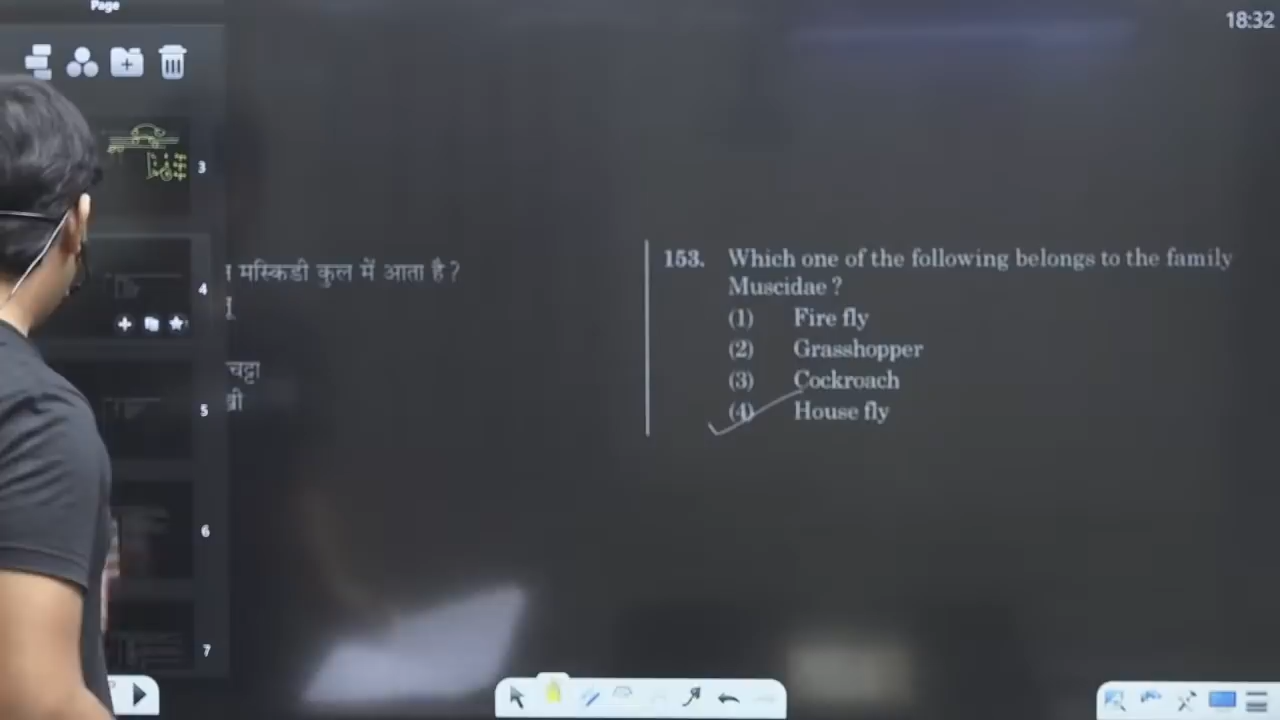 Page
18:32
3
4
5
6
7
मस्किडी कुल में आता है ?
153. Which one of the following belongs to the family
Muscidae ?
(1) Fire fly
(2) Grasshopper
(3) Cockroach
(4) House fly